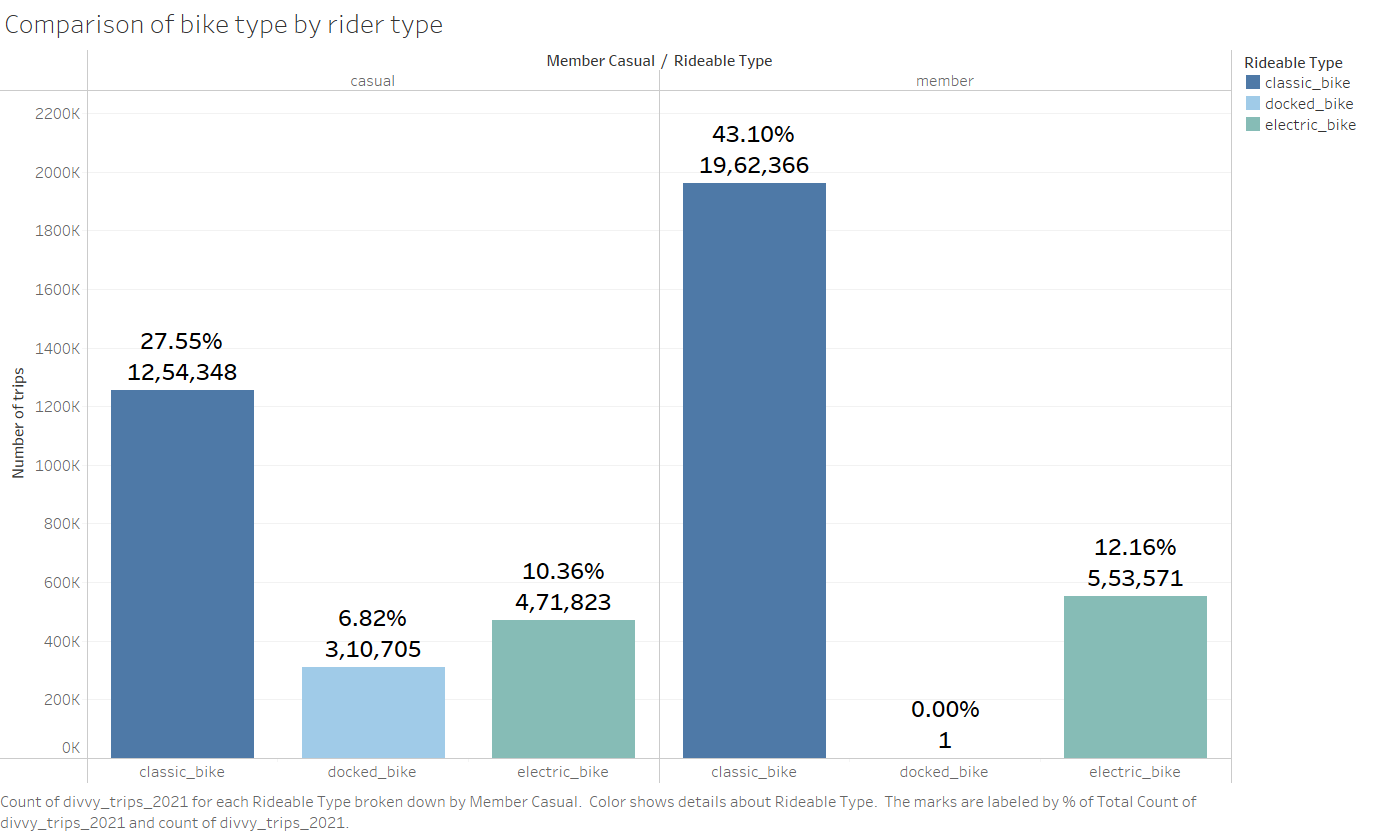 Comparison of bike type by rider type
Member Casual / Rideable Type
casual
member
2200K
2000K
1800K
1600K
1400K
1200K
1000K
800K
600K
400K
200K
0K
Number of trips
27.55%
12,54,348
6.82%
3,10,705
10.36%
4,71,823
43.10%
19,62,366
0.00%
1
12.16%
5,53,571
classic_bike
docked_bike
electric_bike
classic_bike
docked_bike
electric_bike
Rideable Type
classic_bike
docked_bike
electric_bike
Count of divvy_trips_2021 for each Rideable Type broken down by Member Casual. Color shows details about Rideable Type. The marks are labeled by % of Total Count of
divvy_trips_2021 and count of divvy_trips_2021.